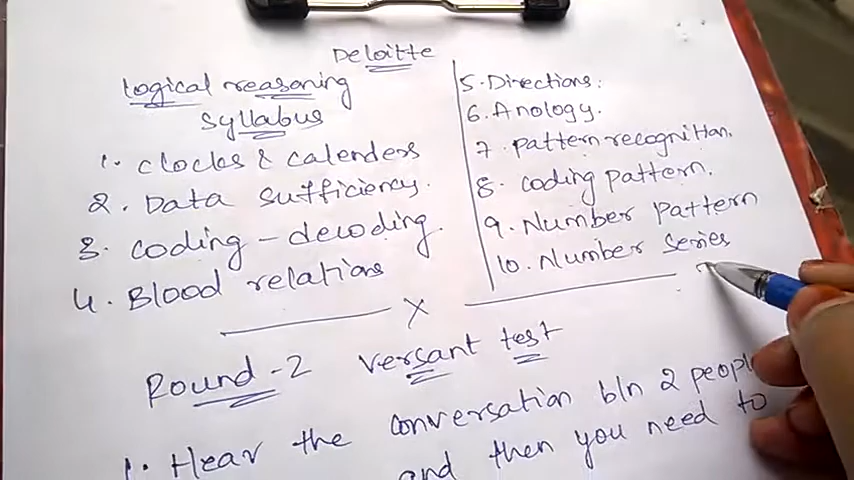 Deloitte
Logical reasoning
syllabus
1. clocks & calenders
2. Data sufficiency.
3. coding - decoding.
4. Blood relations
5. Directions.
6. Anology.
7. pattern recognition.
8. coding pattern.
9. Number pattern
10. Number series
x
Round - 2 versant test
1. Hear the conversation b/n 2 people
and then you need to